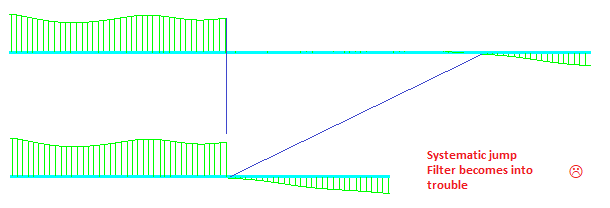 Systematic jump
Filter becomes into
trouble